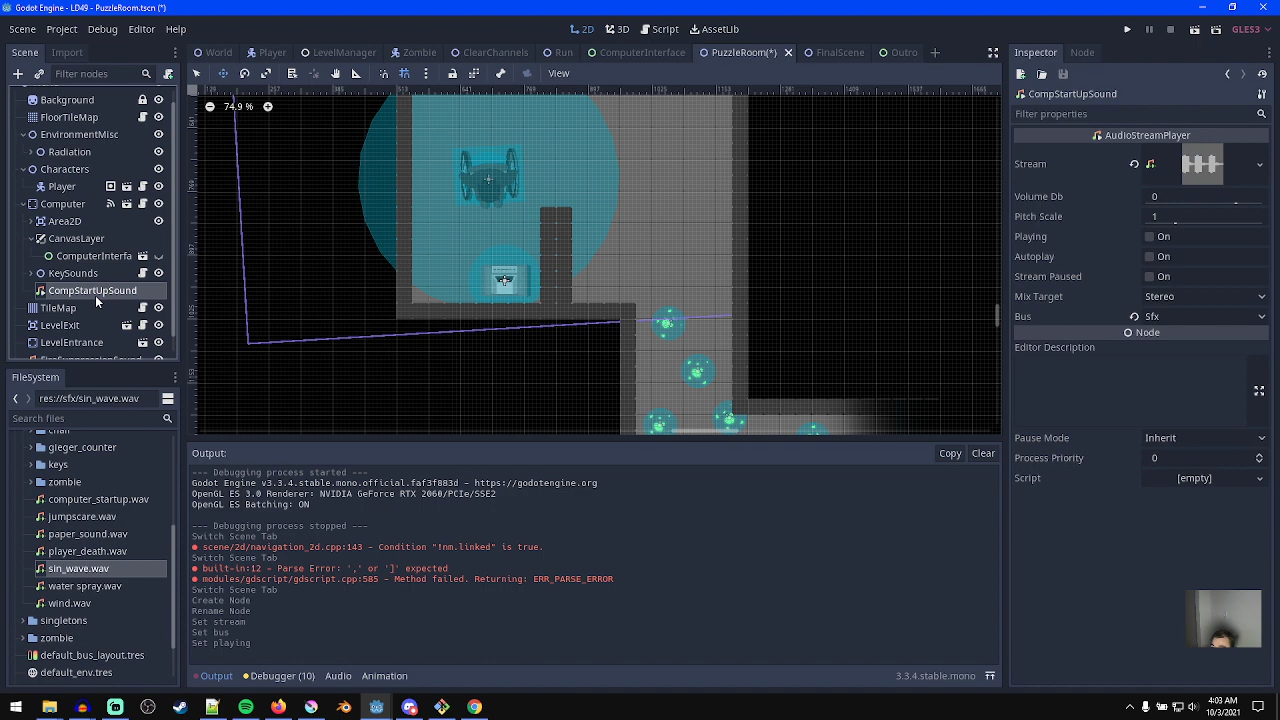 Godot Engine - LD49 - PuzzleRoom.tscn (*)
Scene Project Debug Editor Help
2D 3D Script AssetLib
GLES3
Scene Import
World Player LevelManager Zombie ClearChannels Run ComputerInterface PuzzleRoom(*) FinalScene Outro
Inspector Node
Filter nodes
View
74.9 %
Background
FloorTileMap
EnvironmentMisc
Radiation
Characters
Player
Computer
Area2D
CanvasLayer
ComputerInterfa
KeySounds
CompStartUpSound
TileMap
LevelExit
LevelEntrance
FileSystem
res://sfx/sin_wave.wav
Search files
gieger_counter
keys
zombie
computer_startup.wav
jumpscare.wav
paper_sound.wav
player_death.wav
sin_wave.wav
water spray.wav
wind.wav
singletons
zombie
default_bus_layout.tres
default_env.tres
Output:
Copy Clear
--- Debugging process started ---
Godot Engine v3.3.4.stable.mono.official.faf3f883d - https://godotengine.org
OpenGL ES 3.0 Renderer: NVIDIA GeForce RTX 2060/PCIe/SSE2
OpenGL ES Batching: ON
--- Debugging process stopped ---
Switch Scene Tab
scene/2d/navigation_2d.cpp:143 - Condition "!nm.linked" is true.
Switch Scene Tab
built-in:12 - Parse Error: ',' or ']' expected
modules/gdscript/gdscript.cpp:585 - Method failed. Returning: ERR_PARSE_ERROR
Switch Scene Tab
Create Node
Rename Node
Set stream
Set bus
Set playing
Output Debugger (10) Audio Animation
3.3.4.stable.mono
CompStartUpSound
Filter properties
AudioStreamPlayer
Stream
Volume Db 0
Pitch Scale 1
Playing On
Autoplay On
Stream Paused On
Mix Target Stereo
Bus Sfx
Node
Editor Description
Pause Mode Inherit
Process Priority 0
Script [empty]
4:03 AM
10/3/2021